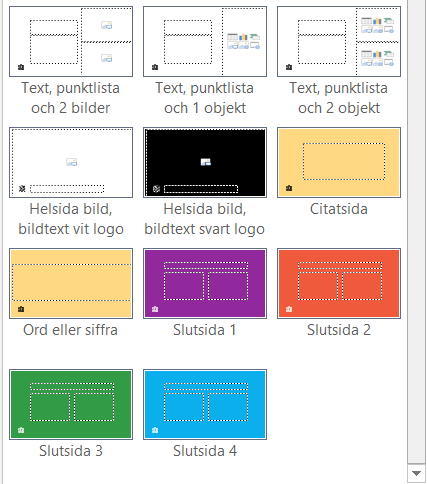 Text, punktlista
och 2 bilder
Text, punktlista
och 1 objekt
Text, punktlista
och 2 objekt
Helsida bild,
bildtext vit logo
Helsida bild,
bildtext svart logo
Citatsida
Ord eller siffra
Slutsida 1
Slutsida 2
Slutsida 3
Slutsida 4